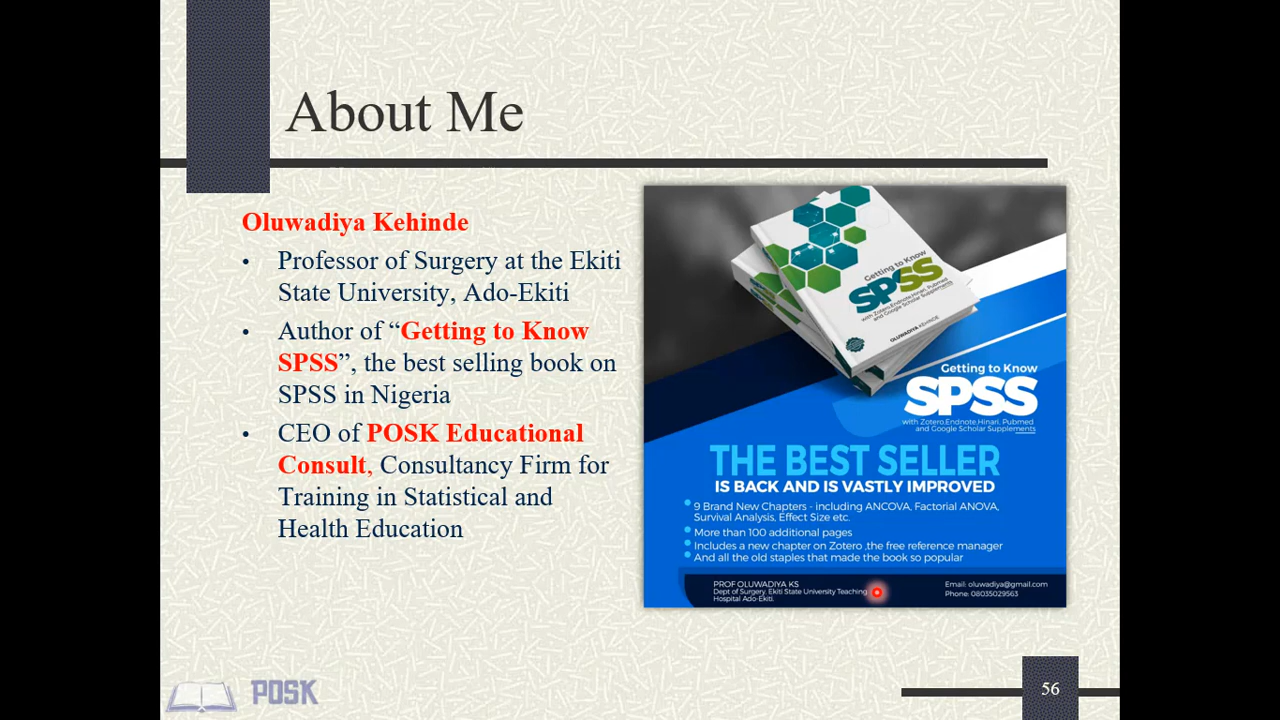 About Me
Oluwadiya Kehinde
• Professor of Surgery at the Ekiti
State University, Ado-Ekiti
• Author of “Getting to Know
SPSS”, the best selling book on
SPSS in Nigeria
• CEO of POSK Educational
Consult, Consultancy Firm for
Training in Statistical and
Health Education
Getting to Know
SPSS
with Zotero,Endnote,Hinari, Pubmed
and Google Scholar Supplements
OLUWADIYA KEHINDE
Getting to Know
SPSS
with Zotero,Endnote,Hinari, Pubmed
and Google Scholar Supplements
THE BEST SELLER
IS BACK AND IS VASTLY IMPROVED
• 9 Brand New Chapters - including ANCOVA, Factorial ANOVA,
Survival Analysis, Effect Size etc.
• More than 100 additional pages
• Includes a new chapter on Zotero ,the free reference manager
• And all the old staples that made the book so popular
PROF OLUWADIYA KS
Dept of Surgery, Ekiti State University Teaching
Hospital Ado-Ekiti.
Email: oluwadiya@gmail.com
Phone: 08035029563
POSK
56